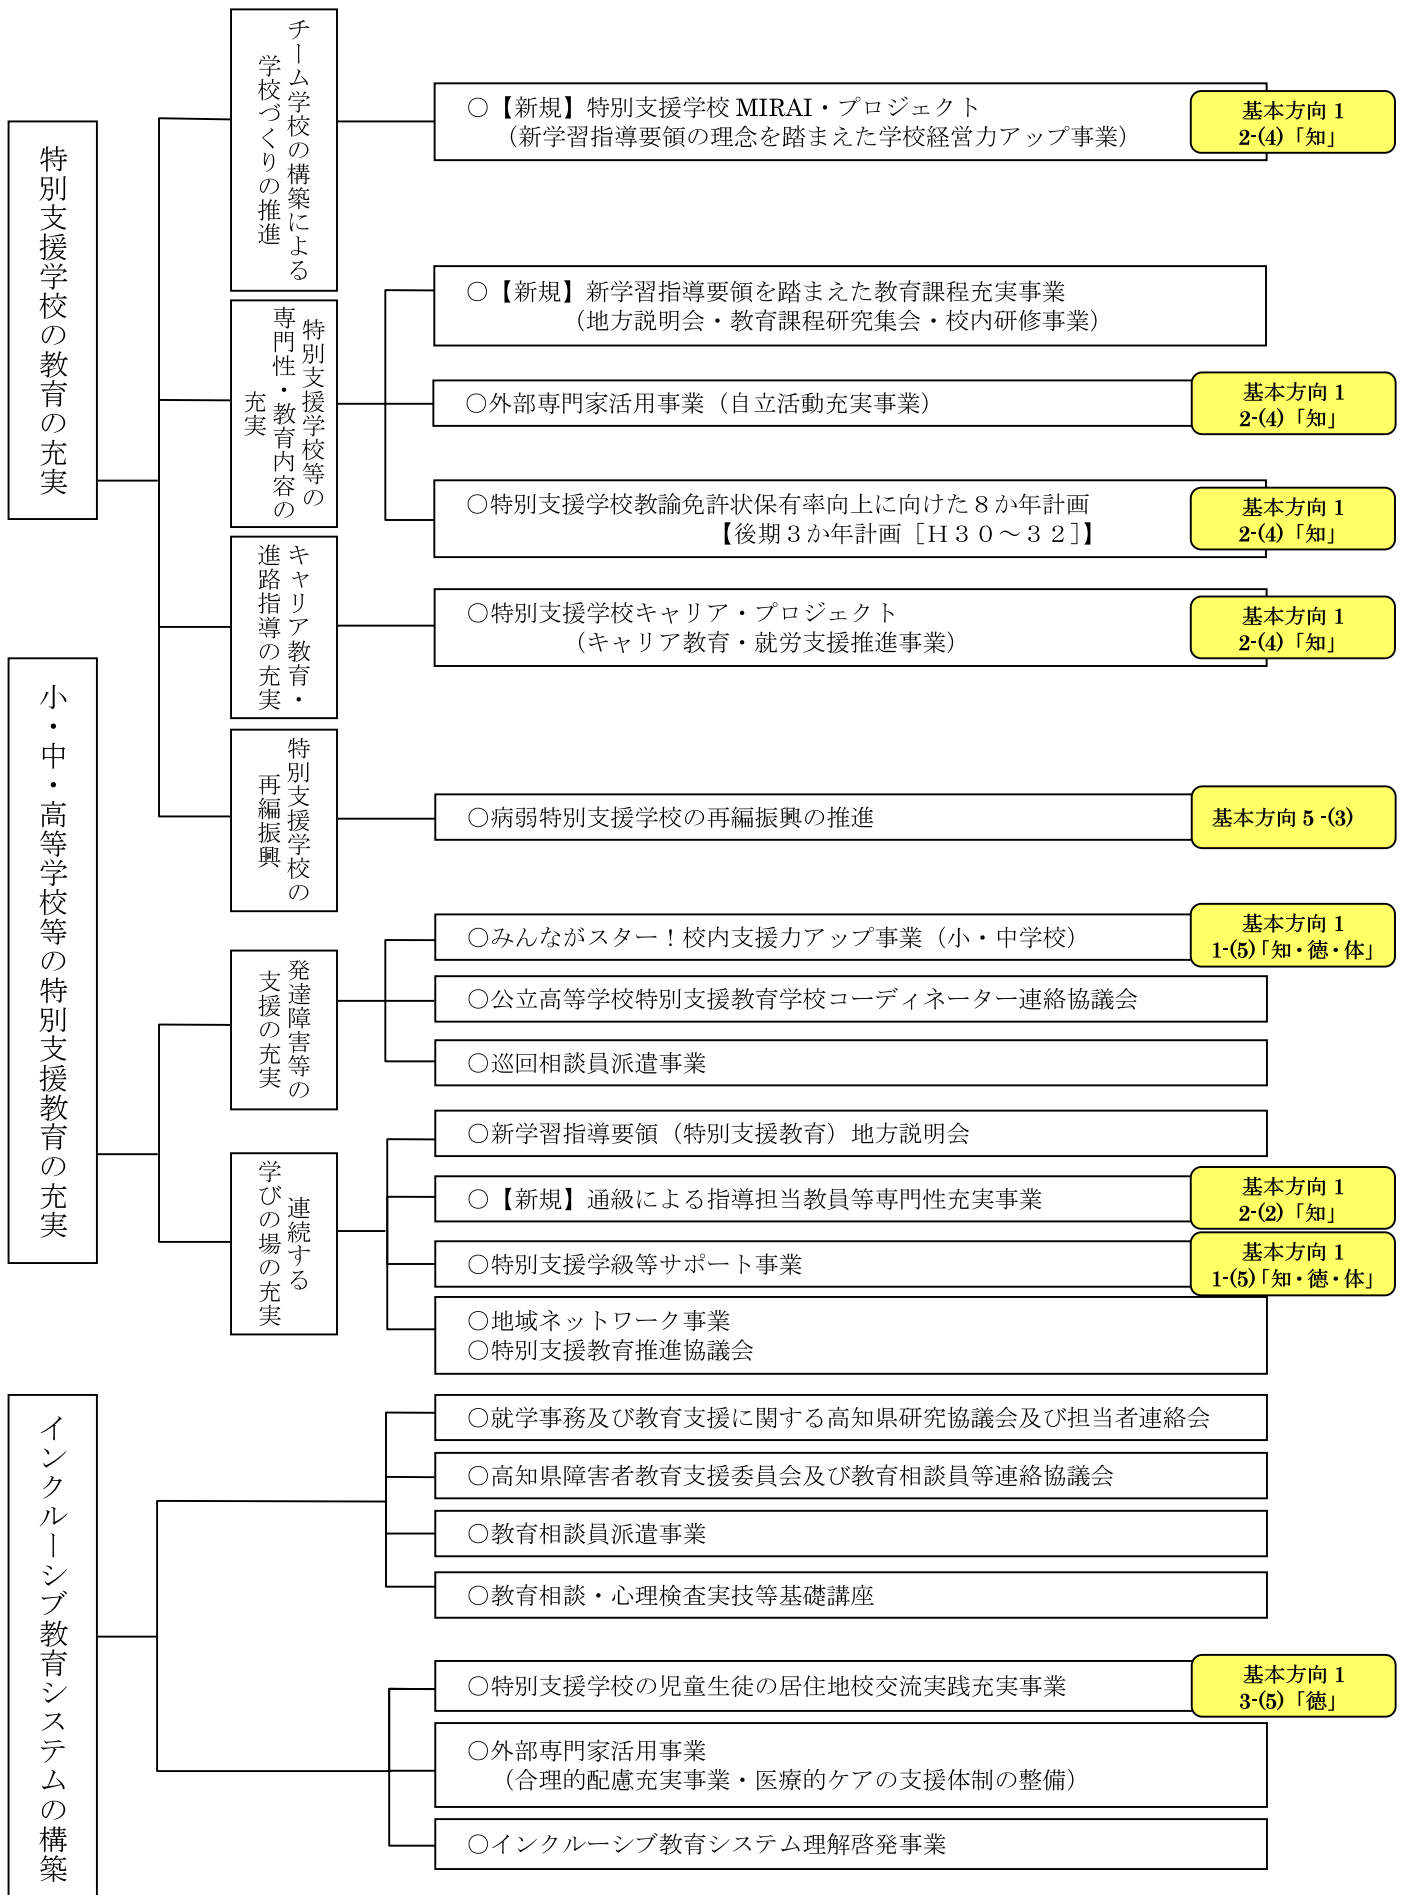 特別支援学校の教育の充実
チーム学校の構築による
学校づくりの推進
○【新規】特別支援学校 MIRAI・プロジェクト
（新学習指導要領の理念を踏まえた学校経営力アップ事業）
基本方向 1
2-(4)「知」
特別支援学校等の
専門性・教育内容の
充実
○【新規】新学習指導要領を踏まえた教育課程充実事業
（地方説明会・教育課程研究集会・校内研修事業）
○外部専門家活用事業（自立活動充実事業）
基本方向 1
2-(4)「知」
○特別支援学校教諭免許状保有率向上に向けた８か年計画
【後期３か年計画［Ｈ３０～３２］】
基本方向 1
2-(4)「知」
キャリア教育・
進路指導の充実
○特別支援学校キャリア・プロジェクト
（キャリア教育・就労支援推進事業）
基本方向 1
2-(4)「知」
特別支援学校の
再編振興
○病弱特別支援学校の再編振興の推進
基本方向 5 -(3)
小・中・高等学校等の特別支援教育の充実
発達障害等の
支援の充実
○みんながスター！校内支援力アップ事業（小・中学校）
基本方向 1
1-(5)「知・徳・体」
○公立高等学校特別支援教育学校コーディネーター連絡協議会
○巡回相談員派遣事業
連続する
学びの場の充実
○新学習指導要領（特別支援教育）地方説明会
○【新規】通級による指導担当教員等専門性充実事業
基本方向 1
2-(2)「知」
○特別支援学級等サポート事業
基本方向 1
1-(5)「知・徳・体」
○地域ネットワーク事業
○特別支援教育推進協議会
インクルーシブ教育システムの構築
○就学事務及び教育支援に関する高知県研究協議会及び担当者連絡会
○高知県障害者教育支援委員会及び教育相談員等連絡協議会
○教育相談員派遣事業
○教育相談・心理検査実技等基礎講座
○特別支援学校の児童生徒の居住地校交流実践充実事業
基本方向 1
3-(5)「徳」
○外部専門家活用事業
（合理的配慮充実事業・医療的ケアの支援体制の整備）
○インクルーシブ教育システム理解啓発事業